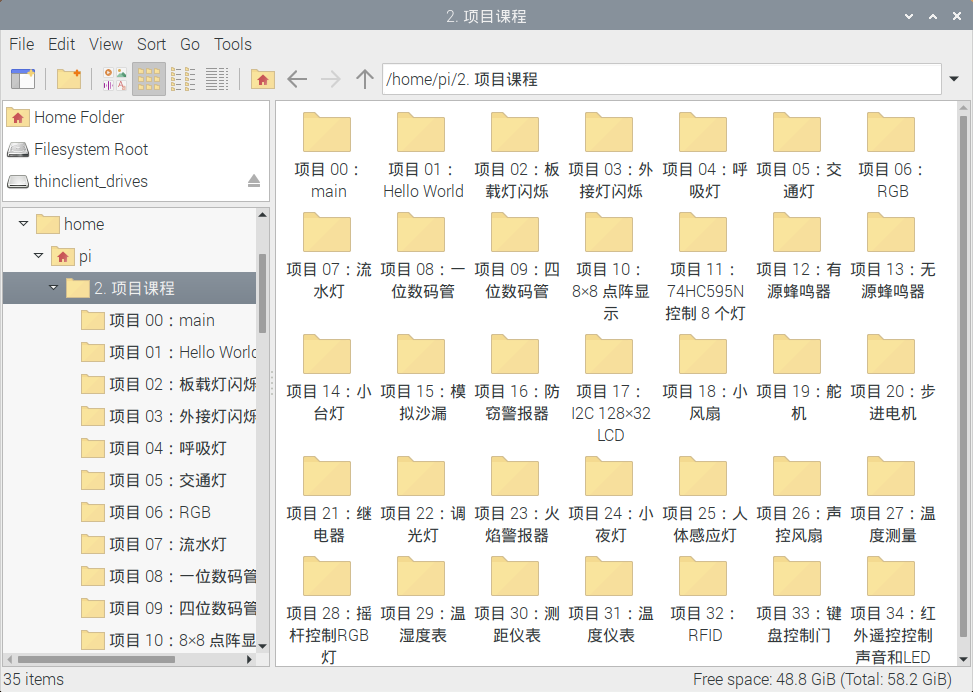 2. 项目课程
File Edit View Sort Go Tools
/home/pi/2. 项目课程
Home Folder
Filesystem Root
thinclient_drives
home
pi
2. 项目课程
项目 00：main
项目 01：Hello World
项目 02：板载灯闪烁
项目 03：外接灯闪烁
项目 04：呼吸灯
项目 05：交通灯
项目 06：RGB
项目 07：流水灯
项目 08：一位数码管
项目 09：四位数码管
项目 10：8×8 点阵显
项目 00：
main
项目 01：
Hello World
项目 02：板
载灯闪烁
项目 03：外
接灯闪烁
项目 04：呼
吸灯
项目 05：交
通灯
项目 06：
RGB
项目 07：流
水灯
项目 08：一
位数码管
项目 09：四
位数码管
项目 10：
8×8 点阵显
示
项目 11：
74HC595N
控制 8 个灯
项目 12：有
源蜂鸣器
项目 13：无
源蜂鸣器
项目 14：小
台灯
项目 15：模
拟沙漏
项目 16：防
窃警报器
项目 17：
I2C 128×32
LCD
项目 18：小
风扇
项目 19：舵
机
项目 20：步
进电机
项目 21：继
电器
项目 22：调
光灯
项目 23：火
焰警报器
项目 24：小
夜灯
项目 25：人
体感应灯
项目 26：声
控风扇
项目 27：温
度测量
项目 28：摇
杆控制RGB
灯
项目 29：温
湿度表
项目 30：测
距仪表
项目 31：温
度仪表
项目 32：
RFID
项目 33：键
盘控制门
项目 34：红
外遥控控制
声音和LED
35 items
Free space: 48.8 GiB (Total: 58.2 GiB)